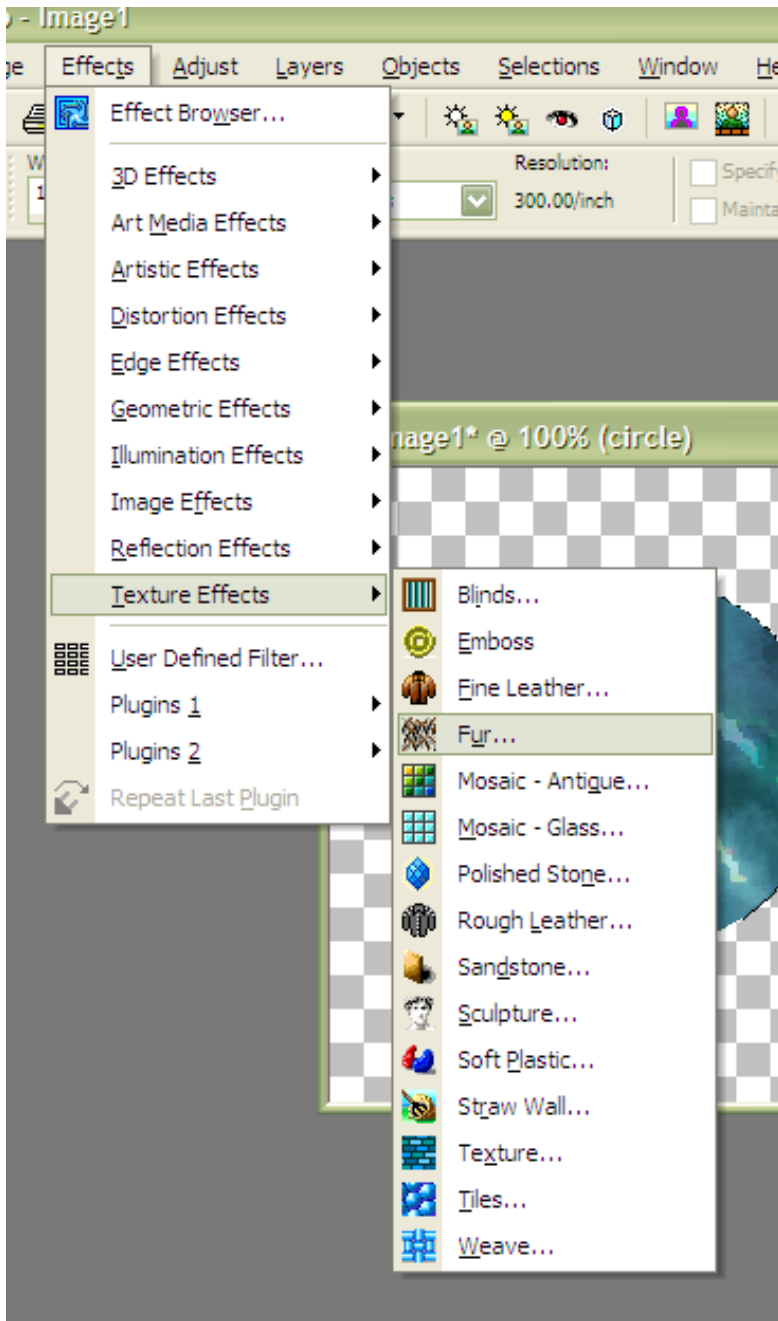 - Image1
Effects Adjust Layers Objects Selections Window He
Effect Browser...
Resolution:
300.00/inch
Specify
Mainta
3D Effects
Art Media Effects
Artistic Effects
Distortion Effects
Edge Effects
Geometric Effects
Illumination Effects
Image Effects
Reflection Effects
Texture Effects
User Defined Filter...
Plugins 1
Plugins 2
Repeat Last Plugin
mage1* @ 100% (circle)
Blinds...
Emboss
Fine Leather...
Fur...
Mosaic - Antique...
Mosaic - Glass...
Polished Stone...
Rough Leather...
Sandstone...
Sculpture...
Soft Plastic...
Straw Wall...
Texture...
Tiles...
Weave...